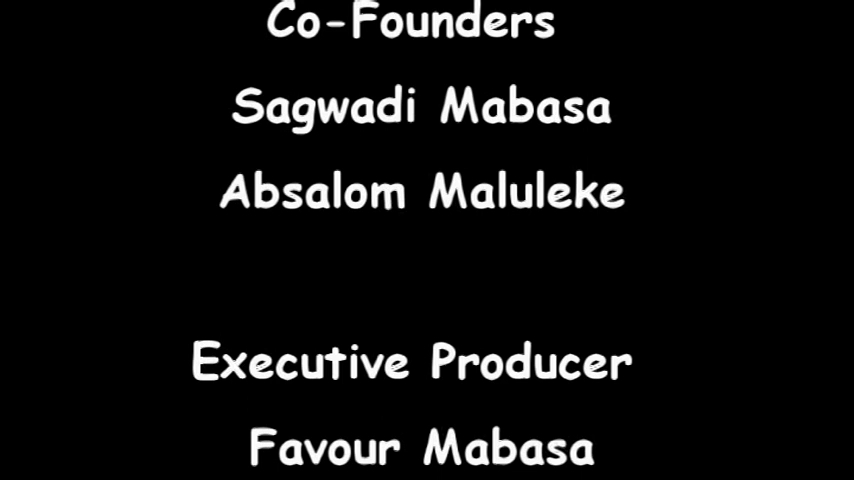 Co-Founders
Sagwadi Mabasa
Absalom Maluleke
Executive Producer
Favour Mabasa